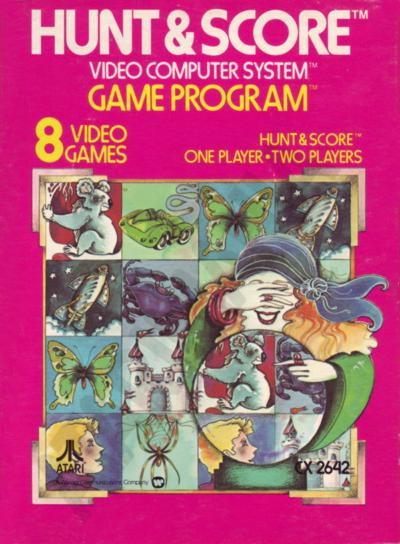 HUNT & SCORE™
VIDEO COMPUTER SYSTEM™
GAME PROGRAM™
8 VIDEO GAMES
HUNT & SCORE™
ONE PLAYER • TWO PLAYERS
ATARI
Company
CX 2642